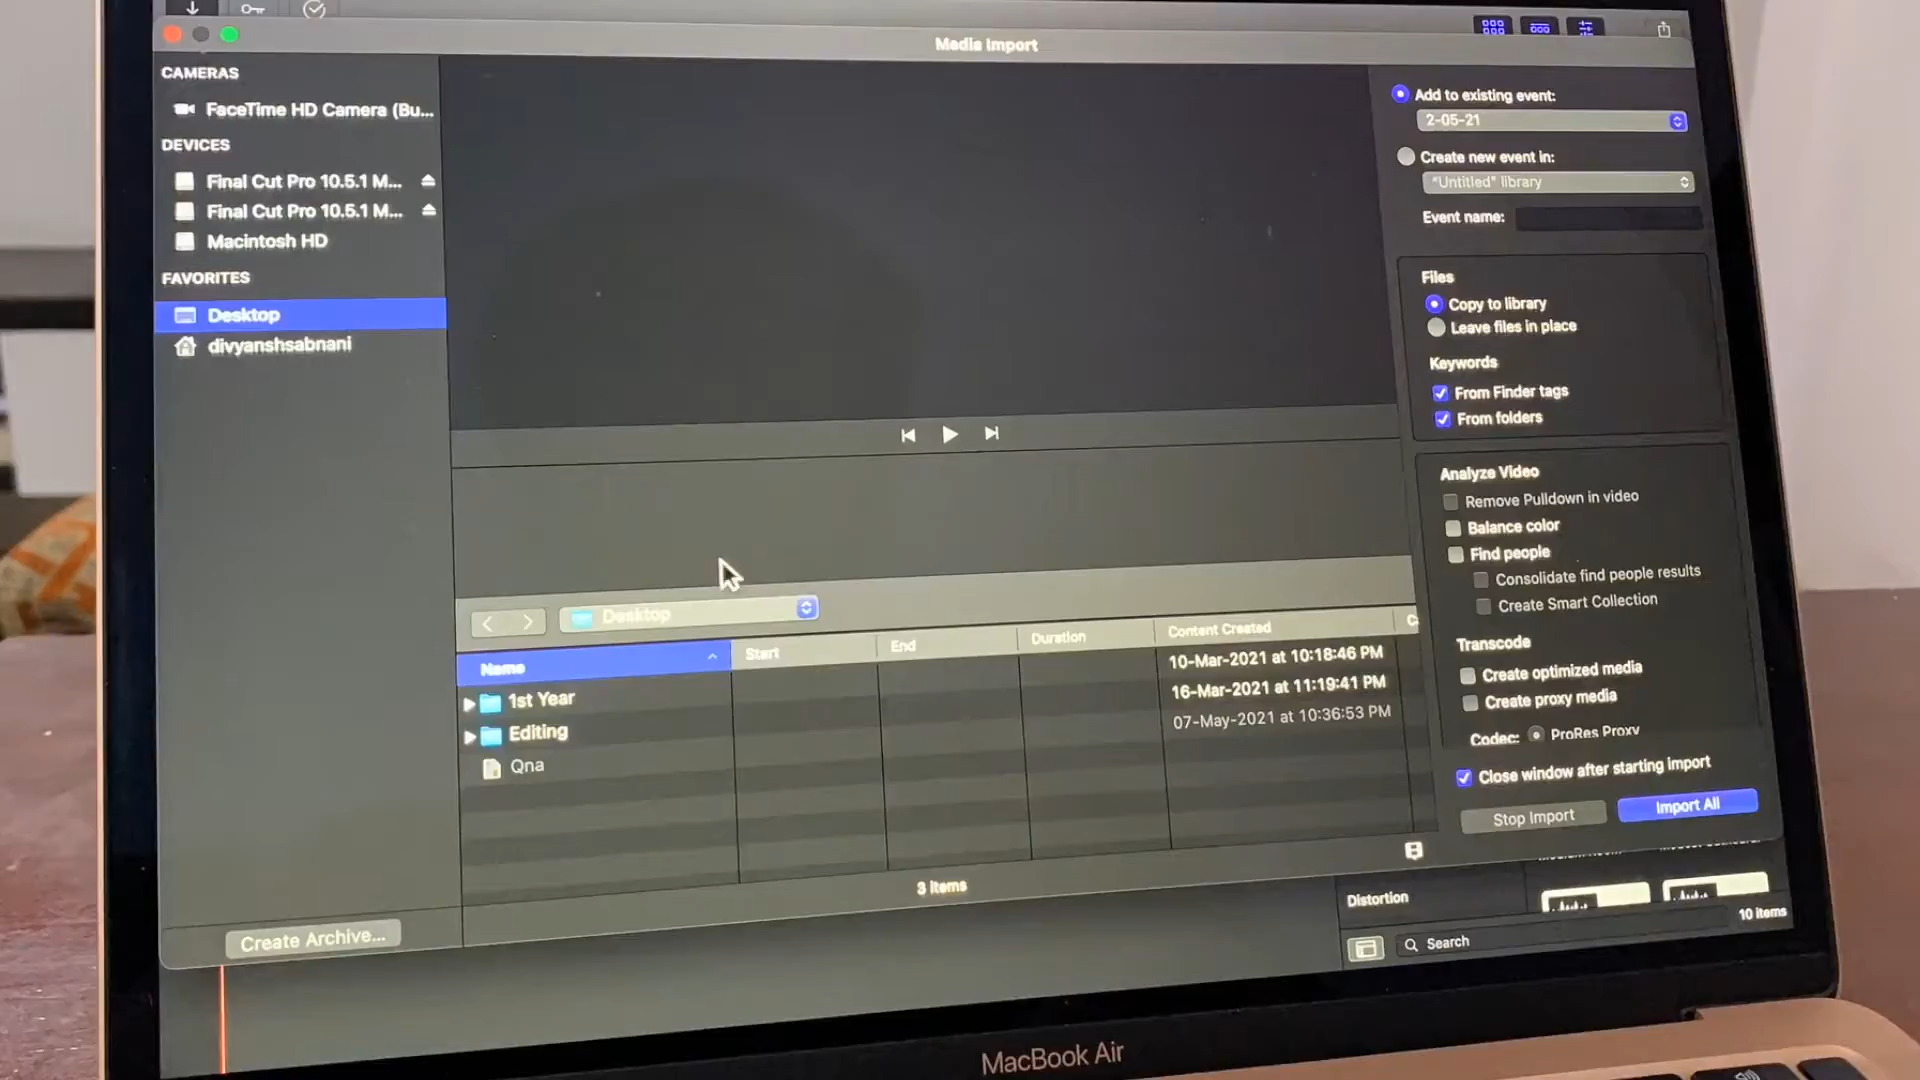 Media Import
CAMERAS
FaceTime HD Camera (Bu...
DEVICES
Final Cut Pro 10.5.1 M...
Final Cut Pro 10.5.1 M...
Macintosh HD
FAVORITES
Desktop
divyanshsabnani
Create Archive...
Desktop
Name
Start
End
Duration
Content Created
C
1st Year
10-Mar-2021 at 10:18:46 PM
Editing
16-Mar-2021 at 11:19:41 PM
Qna
07-May-2021 at 10:36:53 PM
3 items
Add to existing event:
2-05-21
Create new event in:
"Untitled" library
Event name:
Files
Copy to library
Leave files in place
Keywords
From Finder tags
From folders
Analyze Video
Remove Pulldown in video
Balance color
Find people
Consolidate find people results
Create Smart Collection
Transcode
Create optimized media
Create proxy media
Codec: ProRes Proxy
Close window after starting import
Stop Import
Import All
Distortion
10 items
Search
MacBook Air